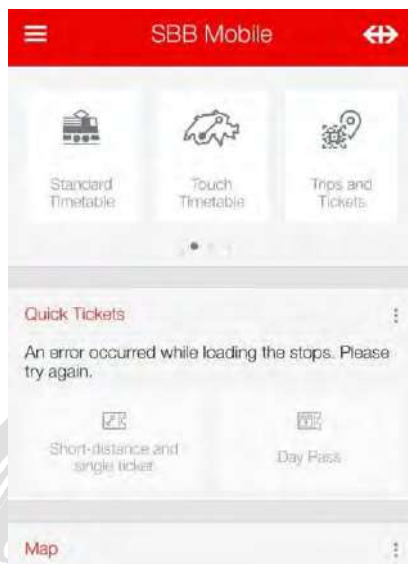 SBB Mobile
Standard
Timetable
Touch
Timetable
Trips and
Tickets
Quick Tickets
An error occurred while loading the stops. Please
try again.
Short-distance and
single ticket
Day Pass
Map